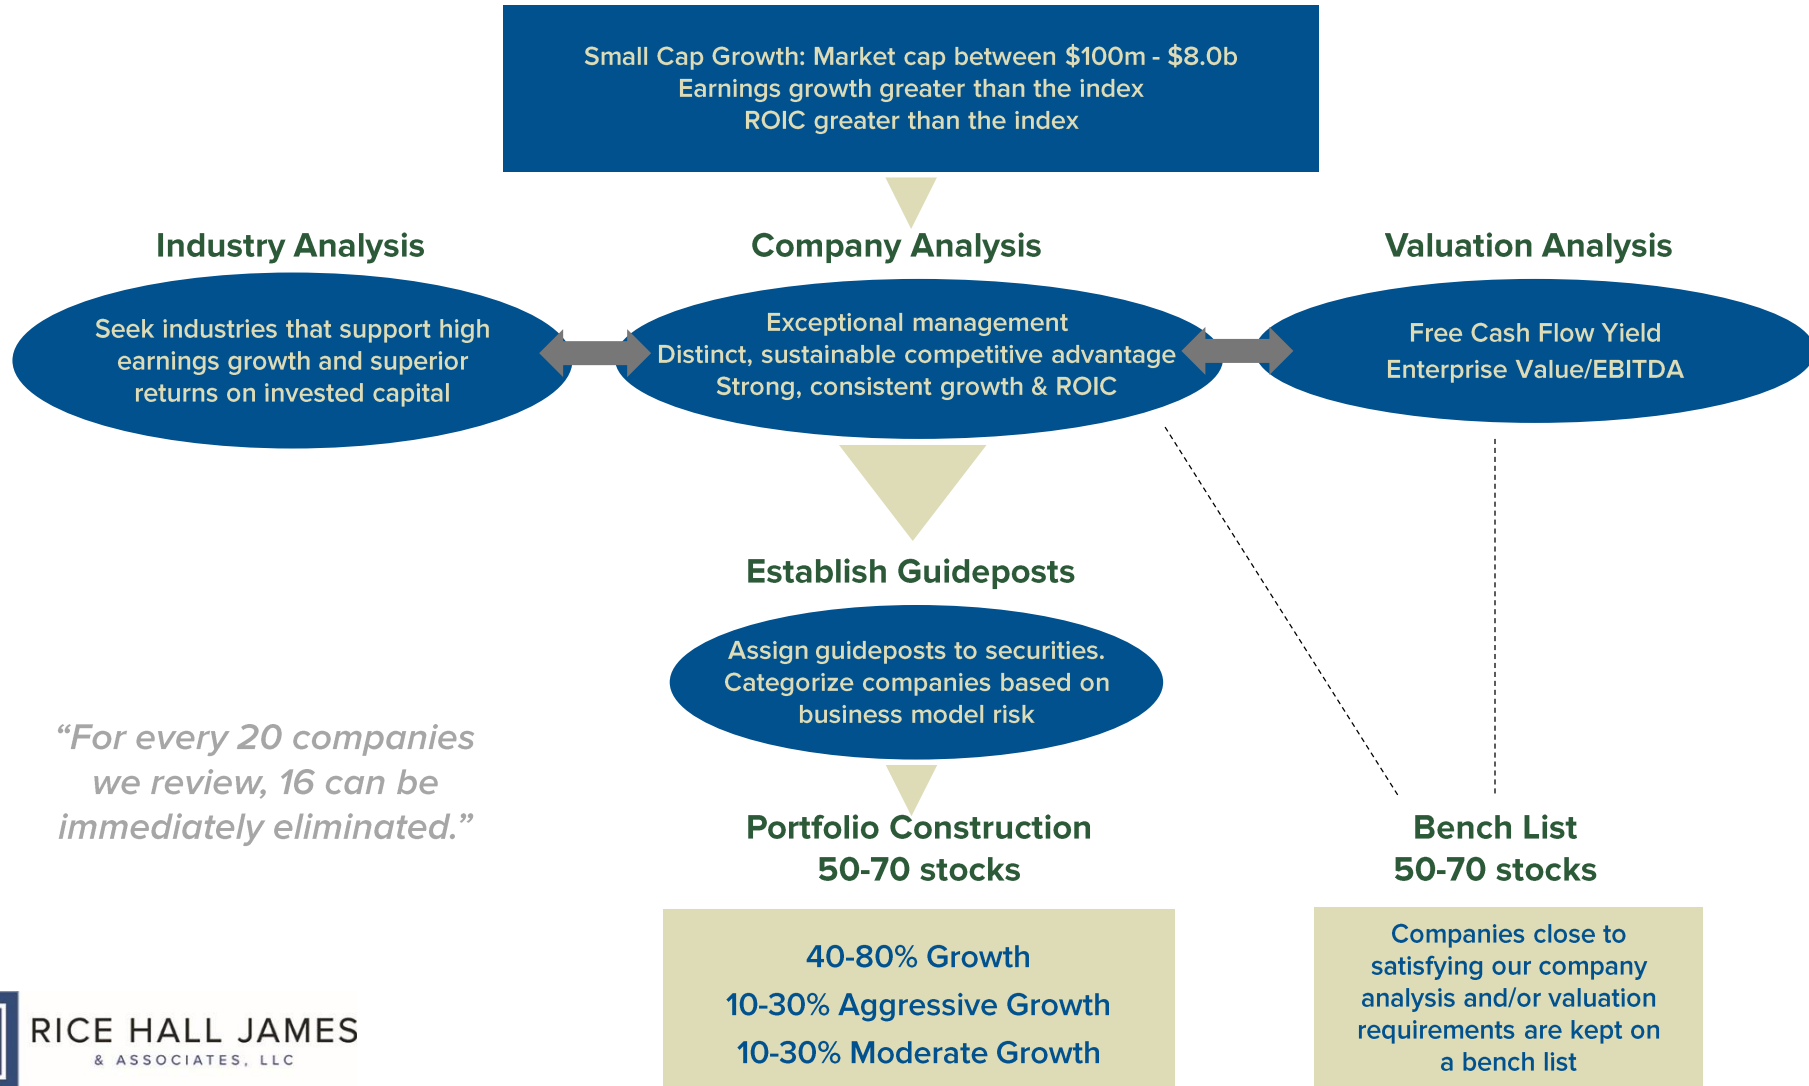 Small Cap Growth: Market cap between $100m - $8.0b
Earnings growth greater than the index
ROIC greater than the index
Industry Analysis
Seek industries that support high
earnings growth and superior
returns on invested capital
Company Analysis
Exceptional management
Distinct, sustainable competitive advantage
Strong, consistent growth & ROIC
Valuation Analysis
Free Cash Flow Yield
Enterprise Value/EBITDA
Establish Guideposts
Assign guideposts to securities.
Categorize companies based on
business model risk
“For every 20 companies
we review, 16 can be
immediately eliminated.”
Portfolio Construction
50-70 stocks
40-80% Growth
10-30% Aggressive Growth
10-30% Moderate Growth
Bench List
50-70 stocks
Companies close to
satisfying our company
analysis and/or valuation
requirements are kept on
a bench list
RICE HALL JAMES
& ASSOCIATES, LLC